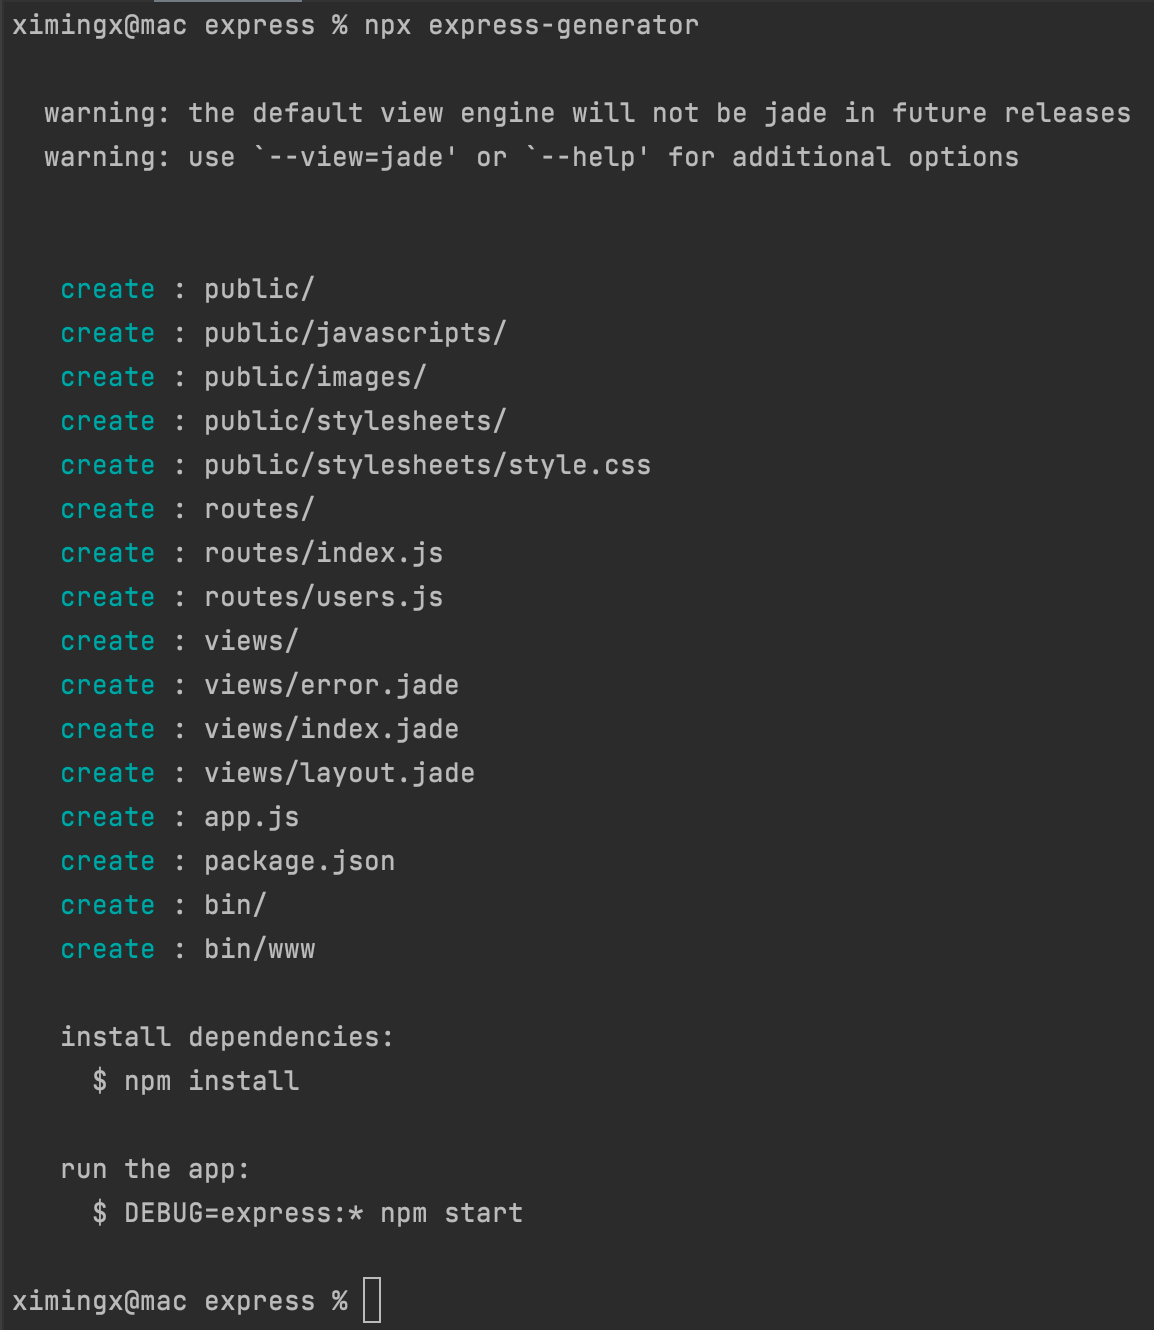 ximingx@mac express % npx express-generator
warning: the default view engine will not be jade in future releases
warning: use `--view=jade' or `--help' for additional options
create : public/
create : public/javascripts/
create : public/images/
create : public/stylesheets/
create : public/stylesheets/style.css
create : routes/
create : routes/index.js
create : routes/users.js
create : views/
create : views/error.jade
create : views/index.jade
create : views/layout.jade
create : app.js
create : package.json
create : bin/
create : bin/www
install dependencies:
$ npm install
run the app:
$ DEBUG=express:* npm start
ximingx@mac express %